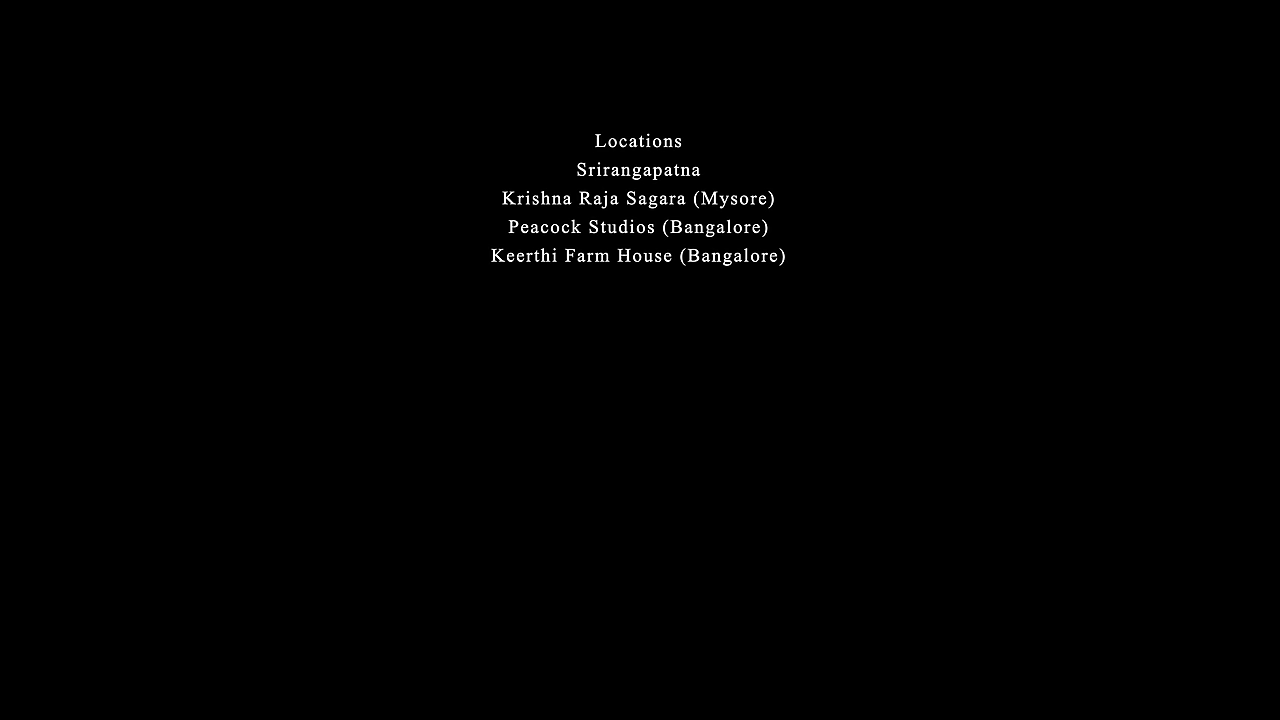 Locations
Srirangapatna
Krishna Raja Sagara (Mysore)
Peacock Studios (Bangalore)
Keerthi Farm House (Bangalore)